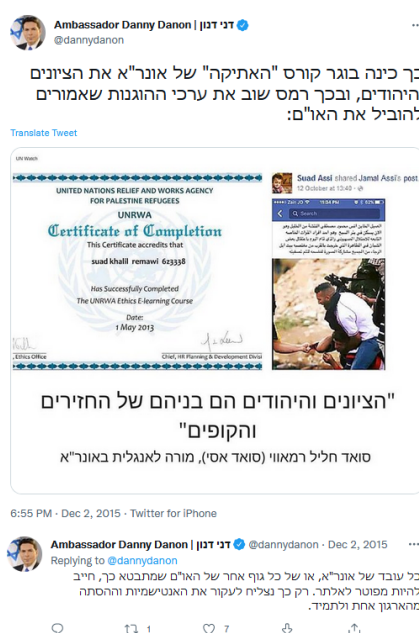 Ambassador Danny Danon | דני דנון
@dannydanon
כך כינה בוגר קורס "האתיקה" של אונר"א את הציונים
והיהודים, ובכך רמס שוב את ערכי ההוגנות שאמורים
להוביל את האו"ם:
Translate Tweet
UN Watch
UNITED NATIONS RELIEF AND WORKS AGENCY
FOR PALESTINE REFUGEES
UNRWA
Certificate of Completion
This Certificate accredits that
suad khalil remawi 623338
Has Successfully Completed
The UNRWA Ethics E-learning Course
Date:
1 May 2013
, Ethics Office
Chief, HR Planning & Development Divisi
Suad Assi shared Jamal Assi's post
12 October at 13:40
11:54 PM
Search
"הציונים והיהודים הם בניהם של החזירים
והקופים"
סואד חליל רמאווי (סואד אסי), מורה לאנגלית באונר"א
6:55 PM · Dec 2, 2015 · Twitter for iPhone
Ambassador Danny Danon | דני דנון @dannydanon · Dec 2, 2015
Replying to @dannydanon
כל עובד של אונר"א, או של כל גוף אחר של האו"ם שמתבטא כך, חייב
להיות מפוטר לאלתר. רק כך נצליח לעקור את האנטישמיות וההסתה
מהארגון אחת ולתמיד.
1
7